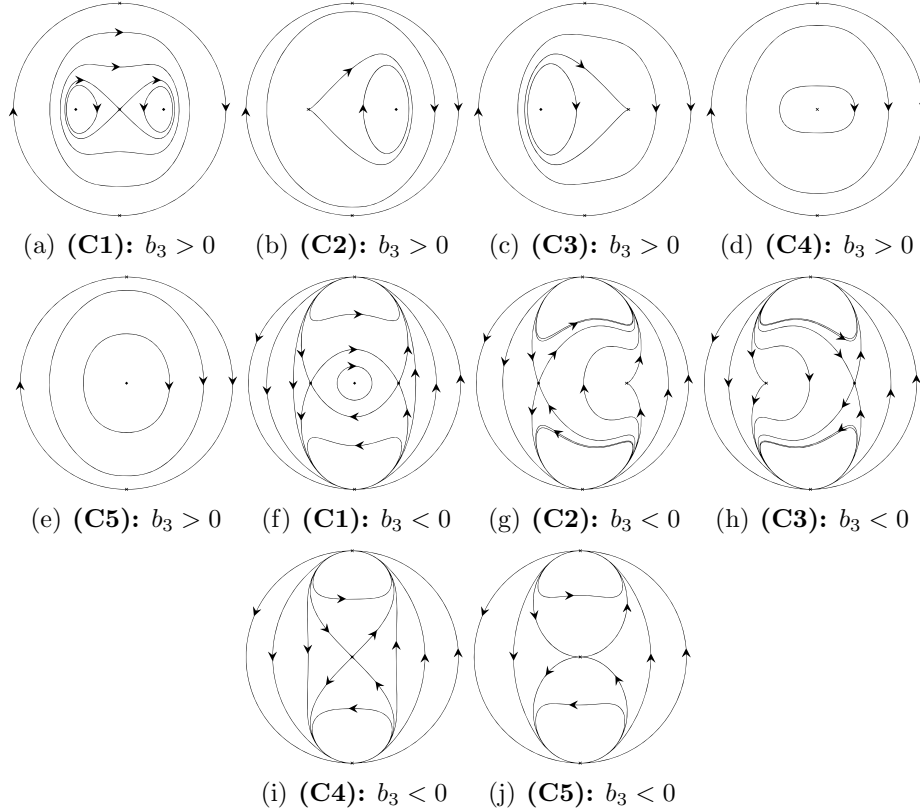 (a) (C1): b₃ > 0 (b) (C2): b₃ > 0 (c) (C3): b₃ > 0 (d) (C4): b₃ > 0
(e) (C5): b₃ > 0 (f) (C1): b₃ < 0 (g) (C2): b₃ < 0 (h) (C3): b₃ < 0
(i) (C4): b₃ < 0 (j) (C5): b₃ < 0